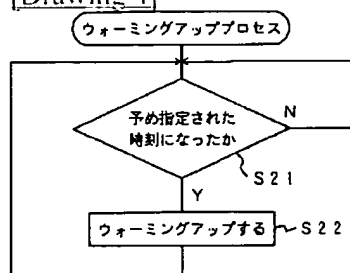 Drawing 4
ウォーミングアッププロセス
予め指定された
時刻になったか
N
S21
Y
ウォーミングアップする
S22